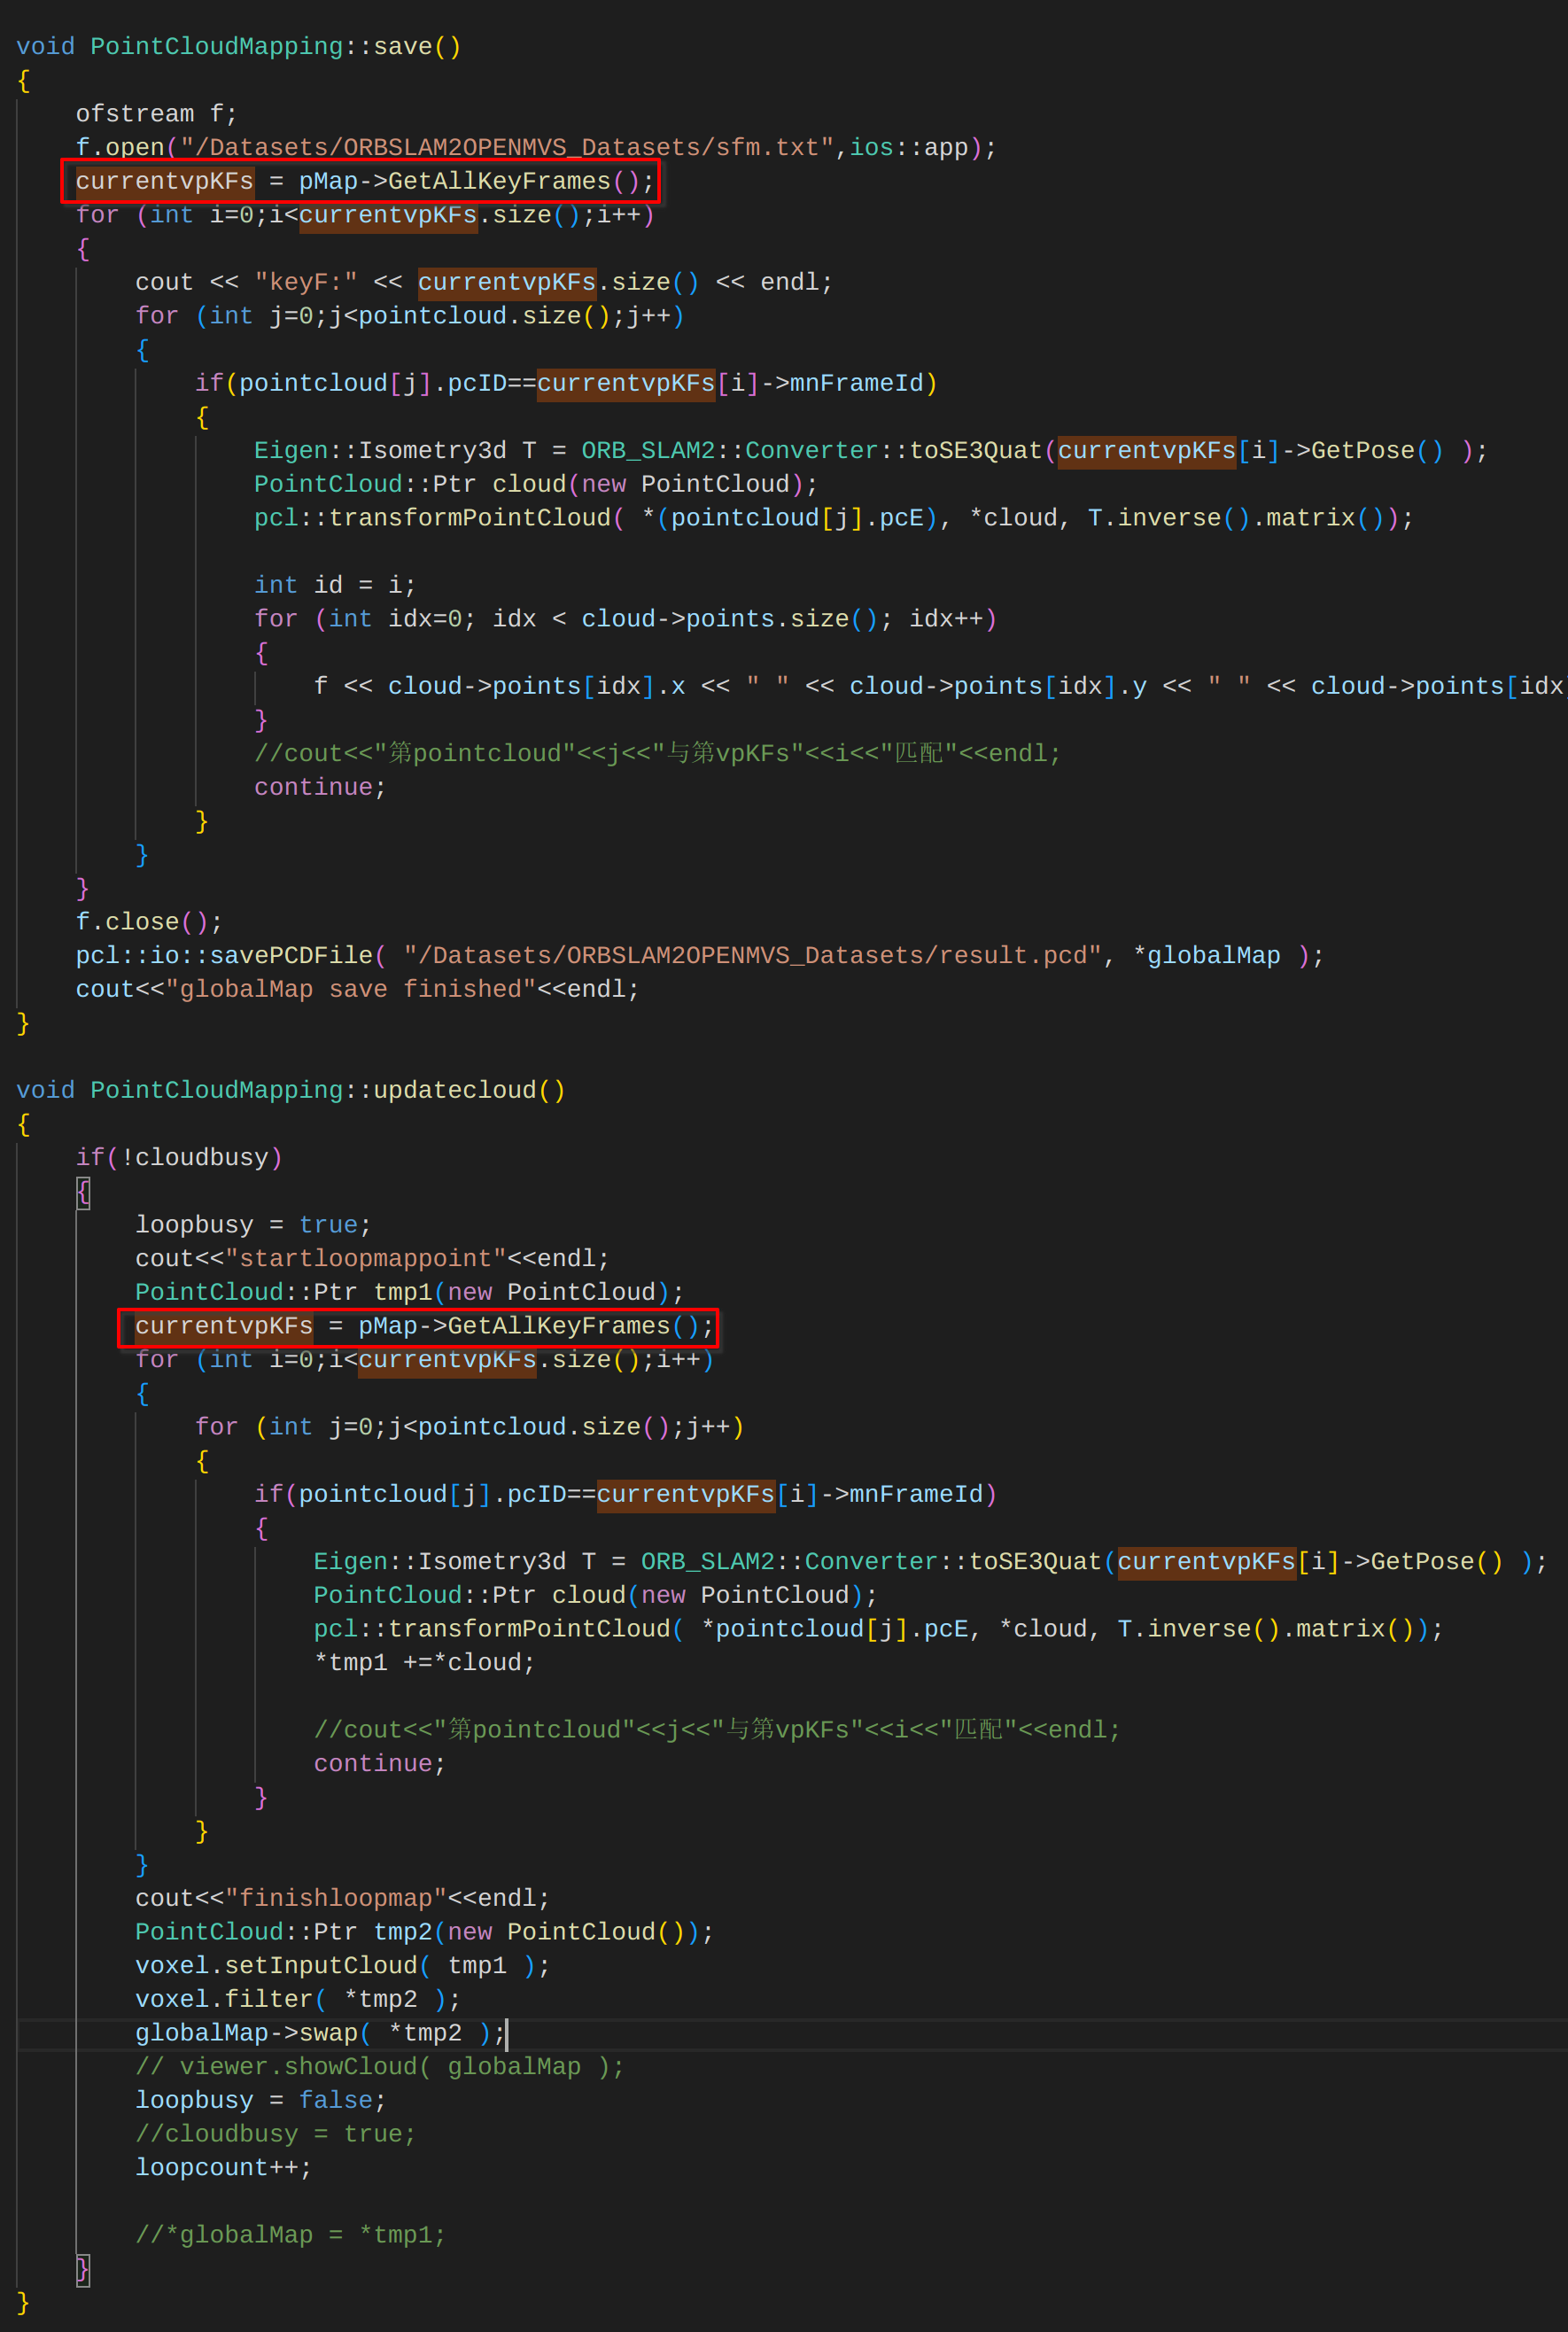 void PointCloudMapping::save()
{
    ofstream f;
    f.open("/Datasets/ORBSLAM2OPENMVS_Datasets/sfm.txt",ios::app);
    currentvpKFs = pMap->GetAllKeyFrames();
    for (int i=0;i<currentvpKFs.size();i++)
    {
        cout << "keyF:" << currentvpKFs.size() << endl;
        for (int j=0;j<pointcloud.size();j++)
        {
            if(pointcloud[j].pcID==currentvpKFs[i]->mnFrameId)
            {
                Eigen::Isometry3d T = ORB_SLAM2::Converter::toSE3Quat(currentvpKFs[i]->GetPose() );
                PointCloud::Ptr cloud(new PointCloud);
                pcl::transformPointCloud( *(pointcloud[j].pcE), *cloud, T.inverse().matrix());

                int id = i;
                for (int idx=0; idx < cloud->points.size(); idx++)
                {
                    f << cloud->points[idx].x << " " << cloud->points[idx].y << " " << cloud->points[idx]
                }
                //cout<<"第pointcloud"<<j<<"与第vpKFs"<<i<<"匹配"<<endl;
                continue;
            }
        }
    }
    f.close();
    pcl::io::savePCDFile( "/Datasets/ORBSLAM2OPENMVS_Datasets/result.pcd", *globalMap );
    cout<<"globalMap save finished"<<endl;
}

void PointCloudMapping::updatecloud()
{
    if(!cloudbusy)
    {
        loopbusy = true;
        cout<<"startloopmappoint"<<endl;
        PointCloud::Ptr tmp1(new PointCloud);
        currentvpKFs = pMap->GetAllKeyFrames();
        for (int i=0;i<currentvpKFs.size();i++)
        {
            for (int j=0;j<pointcloud.size();j++)
            {
                if(pointcloud[j].pcID==currentvpKFs[i]->mnFrameId)
                {
                    Eigen::Isometry3d T = ORB_SLAM2::Converter::toSE3Quat(currentvpKFs[i]->GetPose() );
                    PointCloud::Ptr cloud(new PointCloud);
                    pcl::transformPointCloud( *pointcloud[j].pcE, *cloud, T.inverse().matrix());
                    *tmp1 +=*cloud;

                    //cout<<"第pointcloud"<<j<<"与第vpKFs"<<i<<"匹配"<<endl;
                    continue;
                }
            }
        }
        cout<<"finishloopmap"<<endl;
        PointCloud::Ptr tmp2(new PointCloud());
        voxel.setInputCloud( tmp1 );
        voxel.filter( *tmp2 );
        globalMap->swap( *tmp2 );
        // viewer.showCloud( globalMap );
        loopbusy = false;
        //cloudbusy = true;
        loopcount++;

        //*globalMap = *tmp1;
    }
}